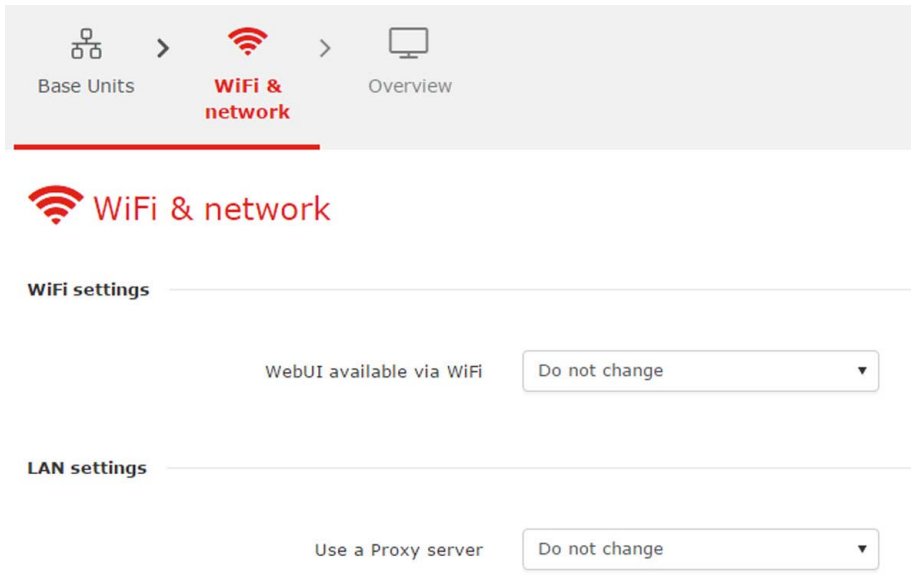 Base Units
WiFi &
network
Overview
WiFi & network
WiFi settings
WebUI available via WiFi
Do not change
LAN settings
Use a Proxy server
Do not change